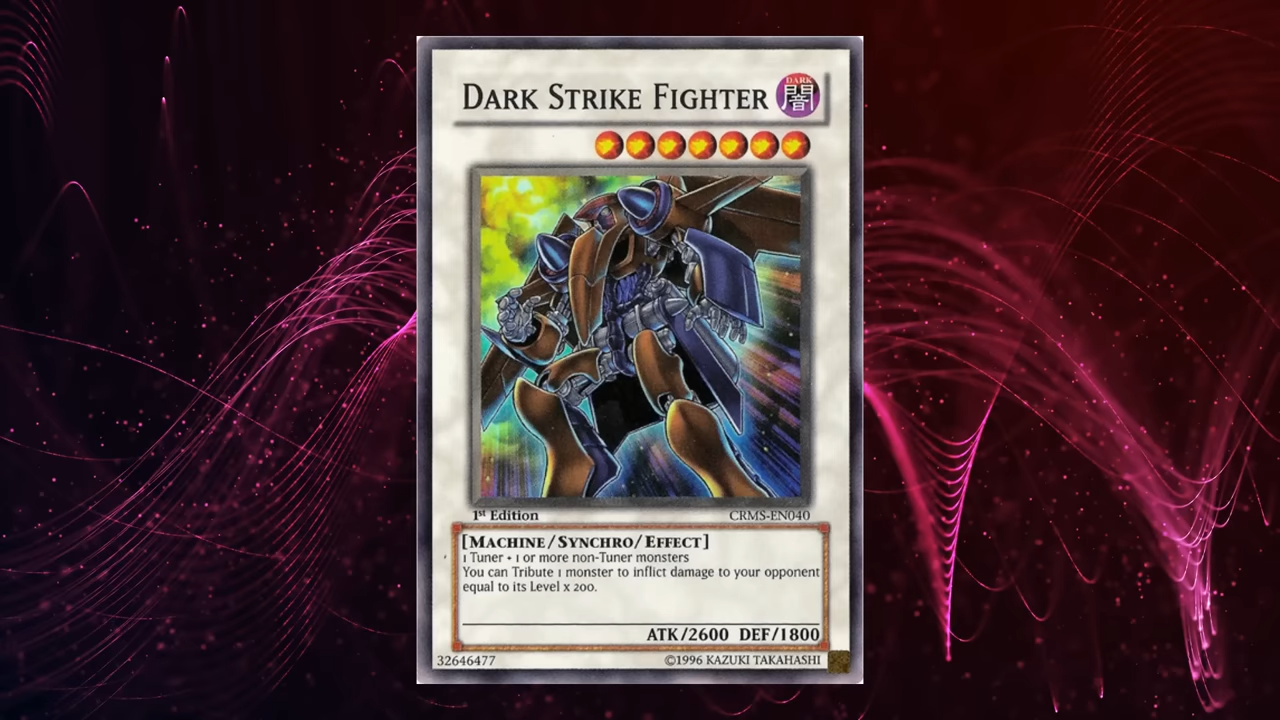 DARK STRIKE FIGHTER
DARK
闇
1st Edition
CRMS-EN040
[MACHINE/SYNCHRO/EFFECT]
1 Tuner + 1 or more non-Tuner monsters
You can Tribute 1 monster to inflict damage to your opponent
equal to its Level x 200.
ATK/2600 DEF/1800
32646477
©1996 KAZUKI TAKAHASHI